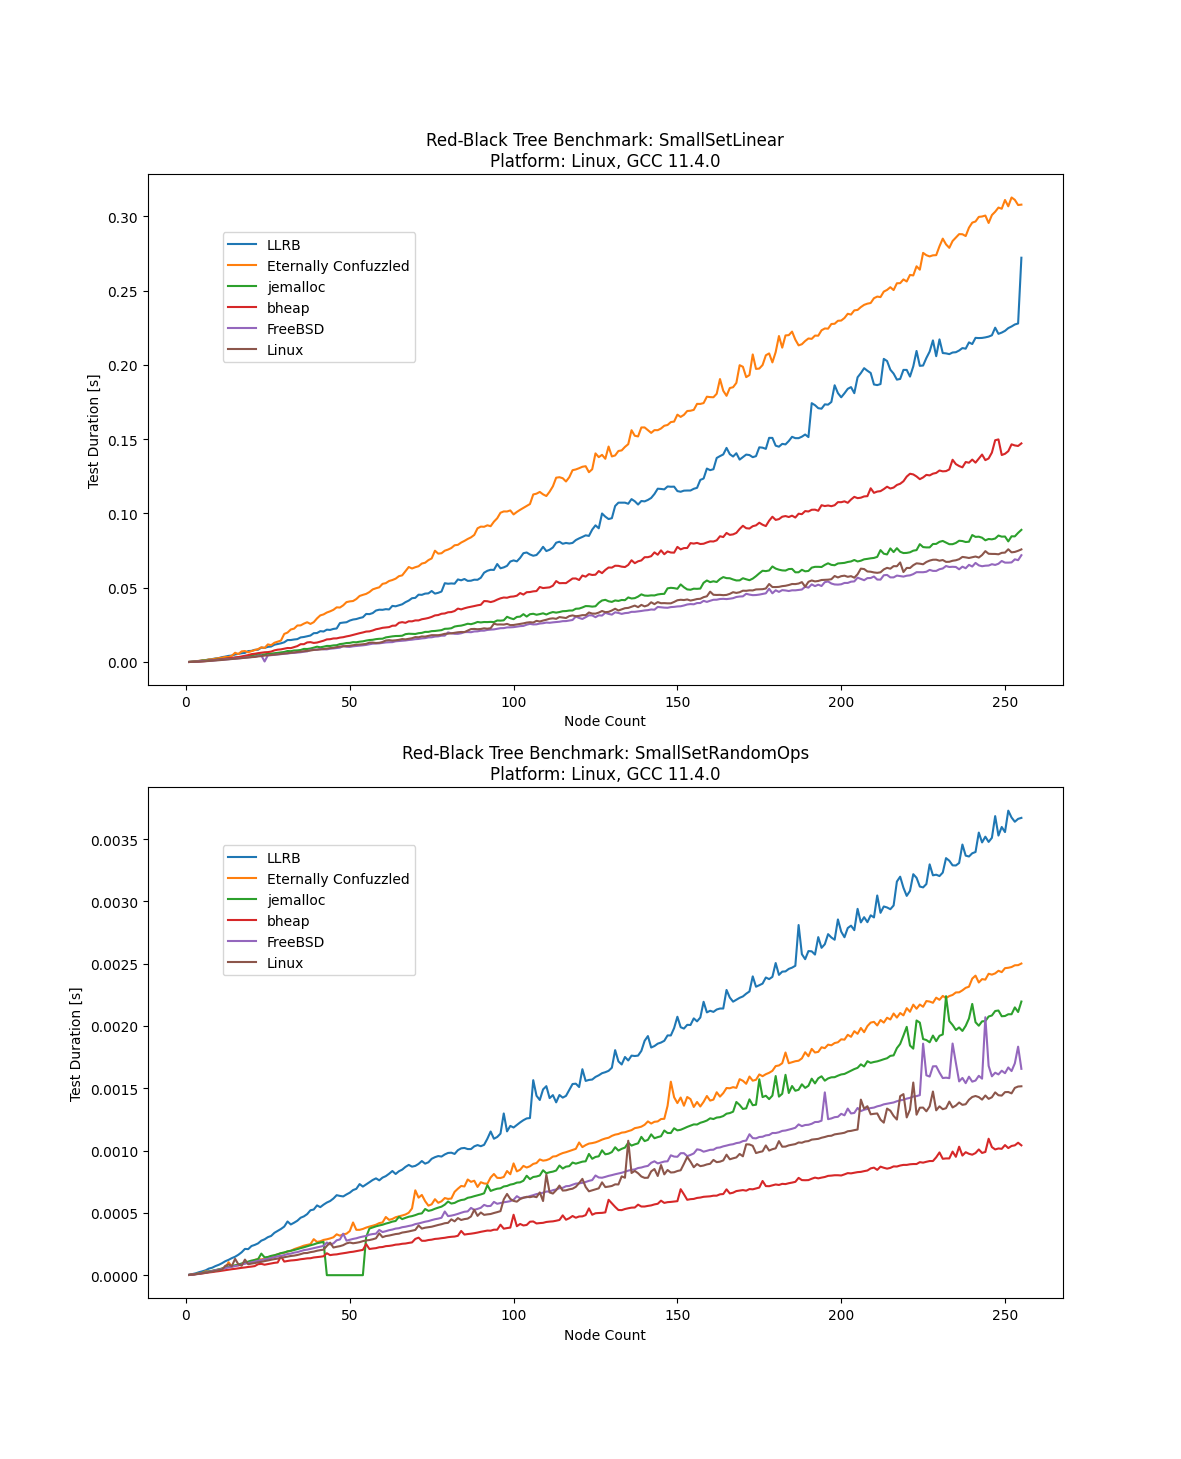 Red-Black Tree Benchmark: SmallSetLinear
Platform: Linux, GCC 11.4.0
Test Duration [s]
0.30
0.25
0.20
0.15
0.10
0.05
0.00
LLRB
Eternally Confuzzled
jemalloc
bheap
FreeBSD
Linux
0 50 100 150 200 250
Node Count
Red-Black Tree Benchmark: SmallSetRandomOps
Platform: Linux, GCC 11.4.0
Test Duration [s]
0.0035
0.0030
0.0025
0.0020
0.0015
0.0010
0.0005
0.0000
LLRB
Eternally Confuzzled
jemalloc
bheap
FreeBSD
Linux
0 50 100 150 200 250
Node Count